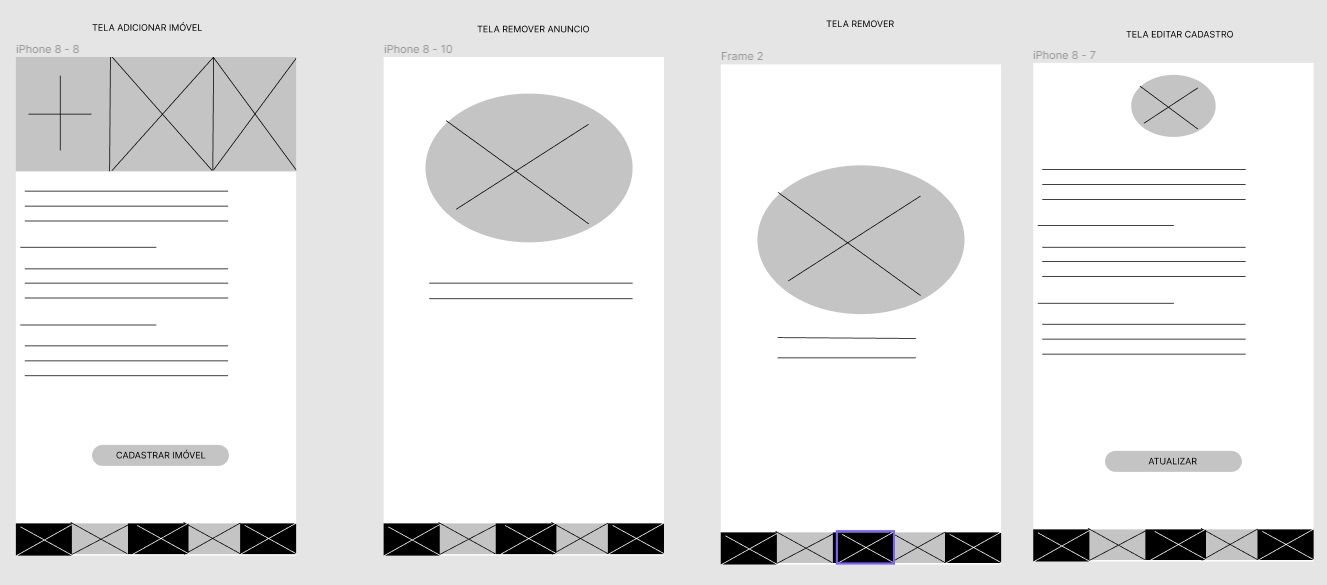 TELA ADICIONAR IMÓVEL
iPhone 8 - 8
CADASTRAR IMÓVEL
TELA REMOVER ANUNCIO
iPhone 8 - 10
TELA REMOVER
Frame 2
TELA EDITAR CADASTRO
iPhone 8 - 7
ATUALIZAR